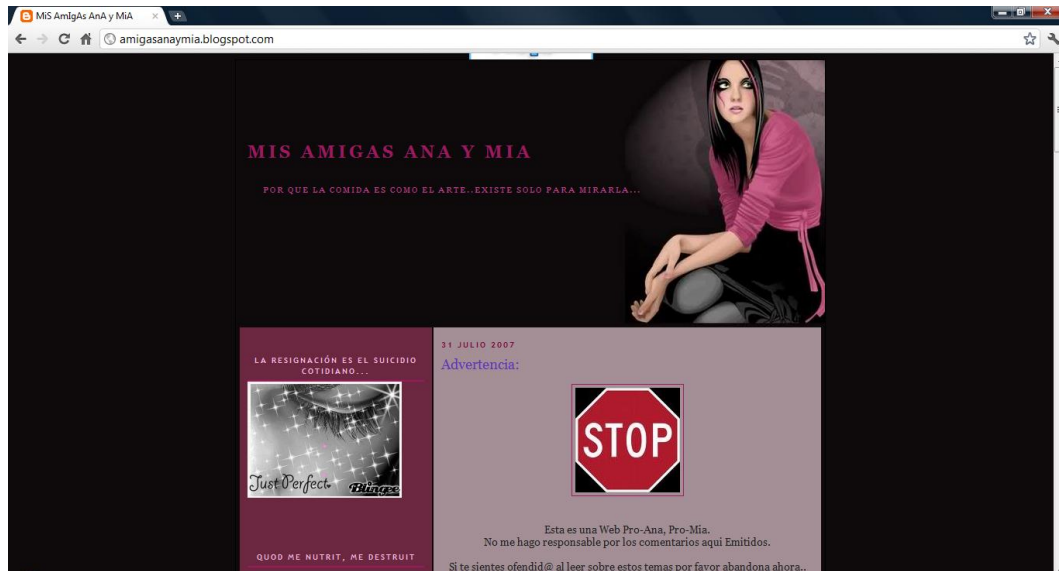 MiS AmIgAs AnA y MiA
amigasanaymia.blogspot.com
MIS AMIGAS ANA Y MIA
POR QUE LA COMIDA ES COMO EL ARTE..EXISTE SOLO PARA MIRARLA...
LA RESIGNACIÓN ES EL SUICIDIO
COTIDIANO...
Just Perfect.
Blingee
QUOD ME NUTRIT, ME DESTRUIT
31 JULIO 2007
Advertencia:
STOP
Esta es una Web Pro-Ana, Pro-Mia.
No me hago responsable por los comentarios aqui Emitidos.
Si te sientes ofendid@ al leer sobre estos temas por favor abandona ahora..